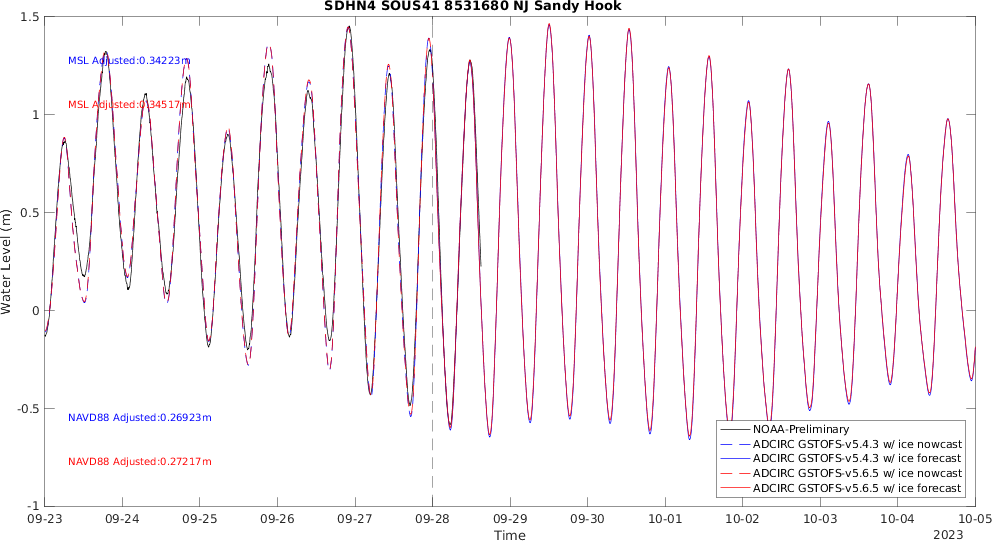 SDHN4 SOUS41 8531680 NJ Sandy Hook
1.5
1
0.5
0
-0.5
-1
Water Level (m)
MSL Adjusted:0.34223m
MSL Adjusted:0.34517m
NAVD88 Adjusted:0.26923m
NAVD88 Adjusted:0.27217m
NOAA-Preliminary
ADCIRC GSTOFS-v5.4.3 w/ ice nowcast
ADCIRC GSTOFS-v5.4.3 w/ ice forecast
ADCIRC GSTOFS-v5.6.5 w/ ice nowcast
ADCIRC GSTOFS-v5.6.5 w/ ice forecast
09-23 09-24 09-25 09-26 09-27 09-28 09-29 09-30 10-01 10-02 10-03 10-04 10-05
Time
2023